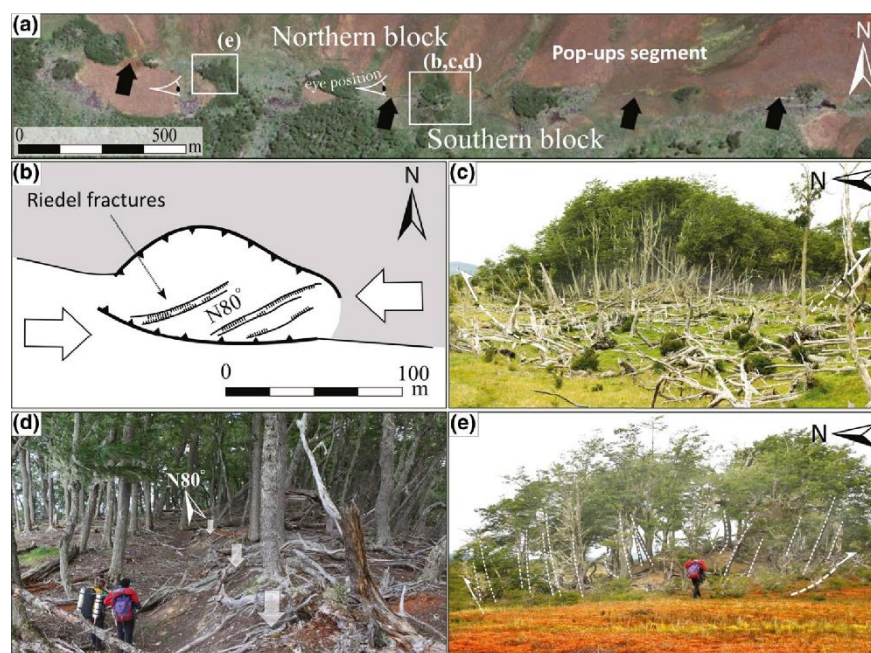 (a)
(e)
Northern block
(b,c,d)
Pop-ups segment
N
eye position
0 500
m
Southern block
(b)
N
Riedel fractures
N80°
0 100
m
(c)
N
(d)
N80°
(e)
N